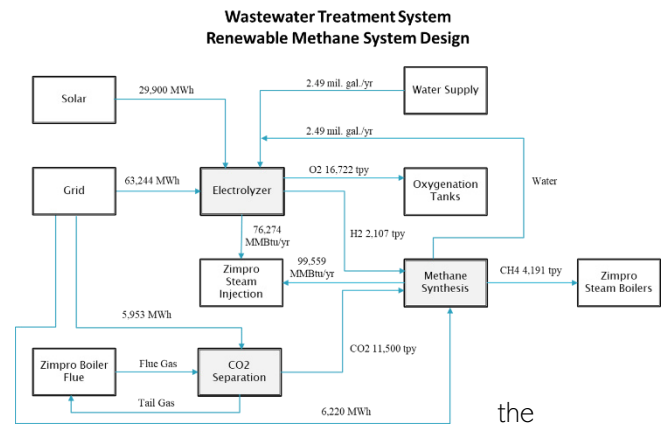 Wastewater Treatment System
Renewable Methane System Design
29,900 MWh
Solar
2.49 mil. gal./yr
Water Supply
2.49 mil. gal./yr
O2 16,722 tpy
63,244 MWh
Grid
Electrolyzer
Oxygenation
Tanks
Water
76,274
MMBtu/yr
H2 2,107 tpy
99,559
MMBtu/yr
Zimpro
Steam
Injection
Methane
Synthesis
CH4 4,191 tpy
Zimpro
Steam Boilers
5,953 MWh
CO2 11,500 tpy
Zimpro Boiler
Flue
Flue Gas
CO2
Separation
Tail Gas
6,220 MWh
the